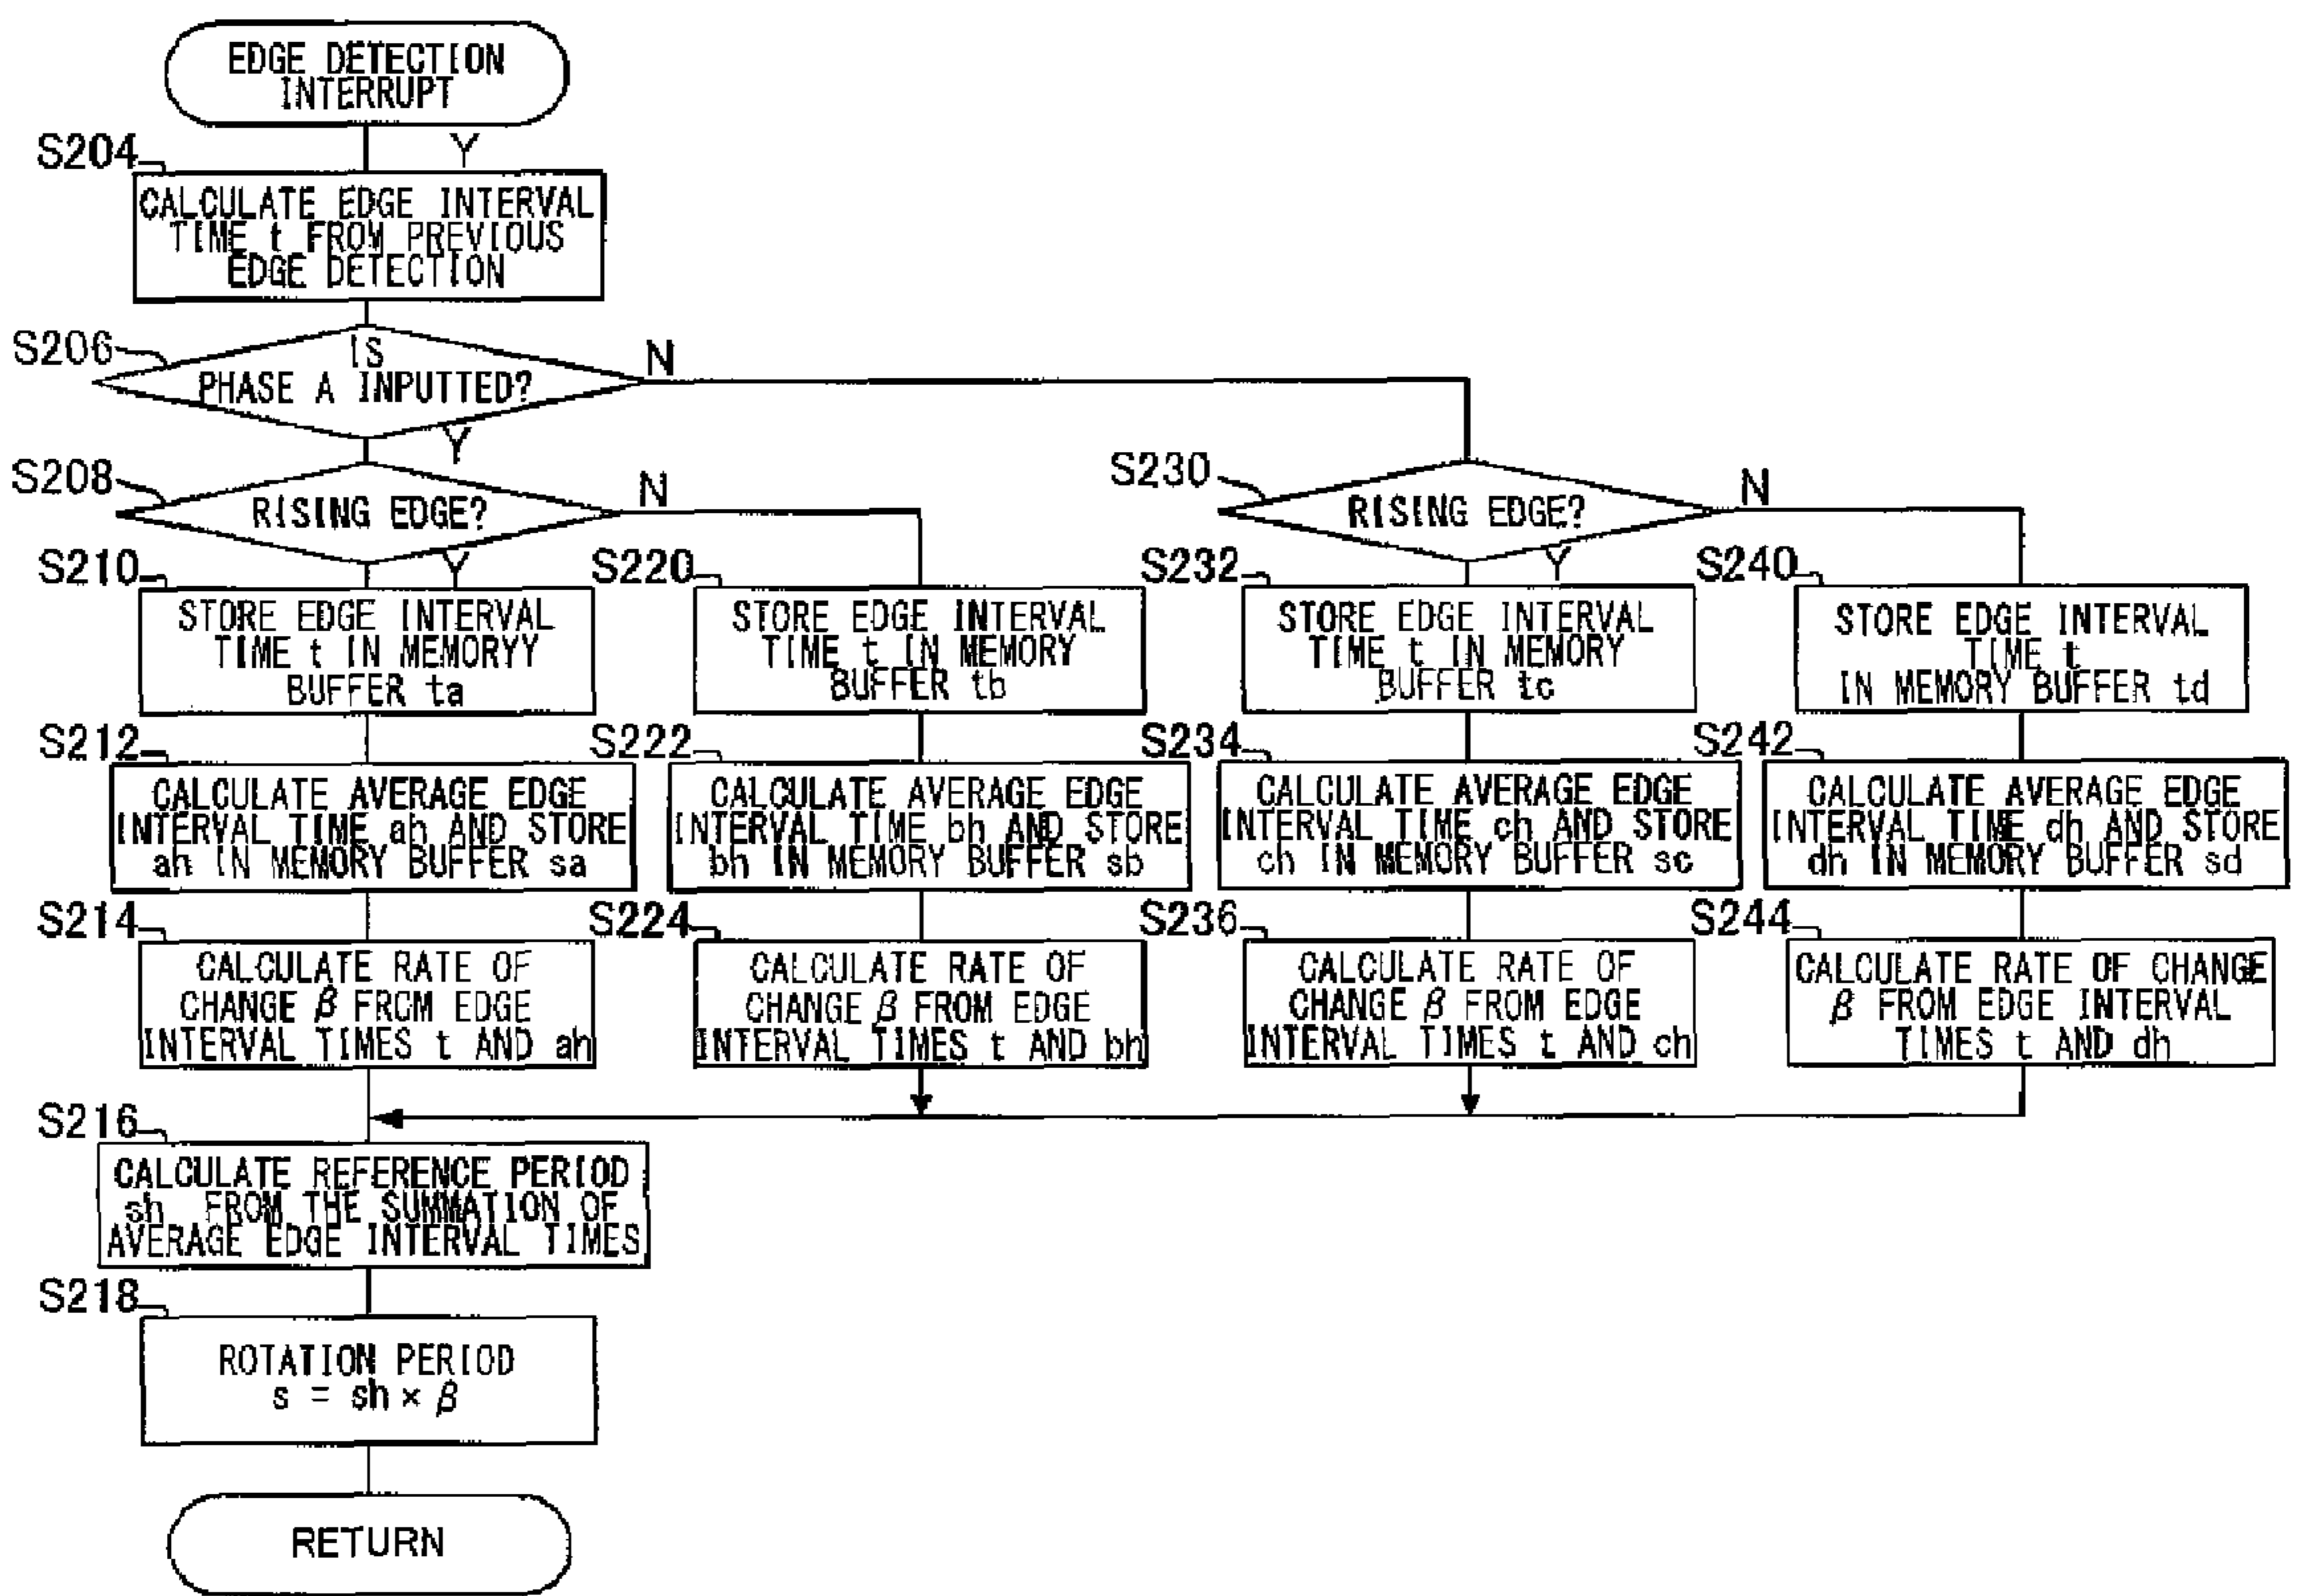 EDGE DETECTION
INTERRUPT
S204
Y
CALCULATE EDGE INTERVAL
TIME t FROM PREVIOUS
EDGE DETECTION
S206
IS
PHASE A INPUTTED?
N
Y
S208
RISING EDGE?
N
Y
S210
STORE EDGE INTERVAL
TIME t IN MEMORYY
BUFFER ta
S212
CALCULATE AVERAGE EDGE
INTERVAL TIME ah AND STORE
ah IN MEMORY BUFFER sa
S214
CALCULATE RATE OF
CHANGE β FROM EDGE
INTERVAL TIMES t AND ah
S220
STORE EDGE INTERVAL
TIME t IN MEMORY
BUFFER tb
S222
CALCULATE AVERAGE EDGE
INTERVAL TIME bh AND STORE
bh IN MEMORY BUFFER sb
S224
CALCULATE RATE OF
CHANGE β FROM EDGE
INTERVAL TIMES t AND bh
S230
RISING EDGE?
N
Y
S232
STORE EDGE INTERVAL
TIME t IN MEMORY
BUFFER tc
S234
CALCULATE AVERAGE EDGE
INTERVAL TIME ch AND STORE
ch IN MEMORY BUFFER sc
S236
CALCULATE RATE OF
CHANGE β FROM EDGE
INTERVAL TIMES t AND ch
S240
STORE EDGE INTERVAL
TIME t
IN MEMORY BUFFER td
S242
CALCULATE AVERAGE EDGE
INTERVAL TIME dh AND STORE
dh IN MEMORY BUFFER sd
S244
CALCULATE RATE OF CHANGE
β FROM EDGE INTERVAL
TIMES t AND dh
S216
CALCULATE REFERENCE PERIOD
sh FROM THE SUMMATION OF
AVERAGE EDGE INTERVAL TIMES
S218
ROTATION PERIOD
s = sh × β
RETURN